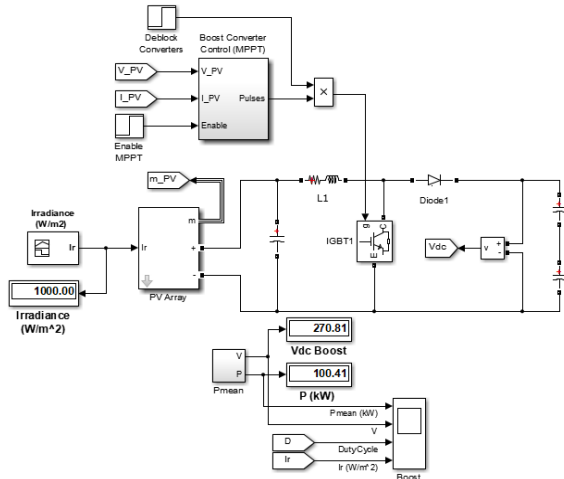 Deblock
Converters
Boost Converter
Control (MPPT)
V_PV
V_PV
I_PV
I_PV
Pulses
Enable
Enable
MPPT
×
m_PV
L1
Diode1
Irradiance
(W/m2)
Ir
Ir
m
+
-
PV Array
g
C
E
IGBT1
Vdc
v
+
-
1000.00
Irradiance
(W/m^2)
270.81
Vdc Boost
V
P
Pmean
100.41
P (kW)
Pmean (kW)
V
D
DutyCycle
Ir
Ir (W/m^2)
Boost